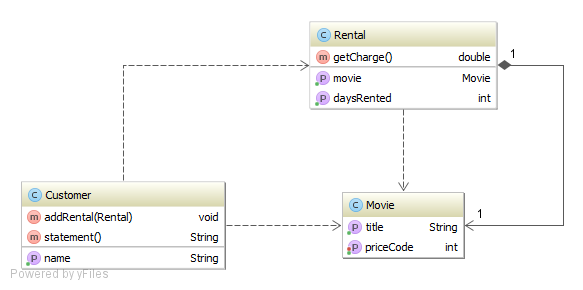 C Rental
m getCharge() double
P movie Movie
P daysRented int
1
1
C Customer
m addRental(Rental) void
m statement() String
P name String
C Movie
P title String
P priceCode int
Powered by yFiles